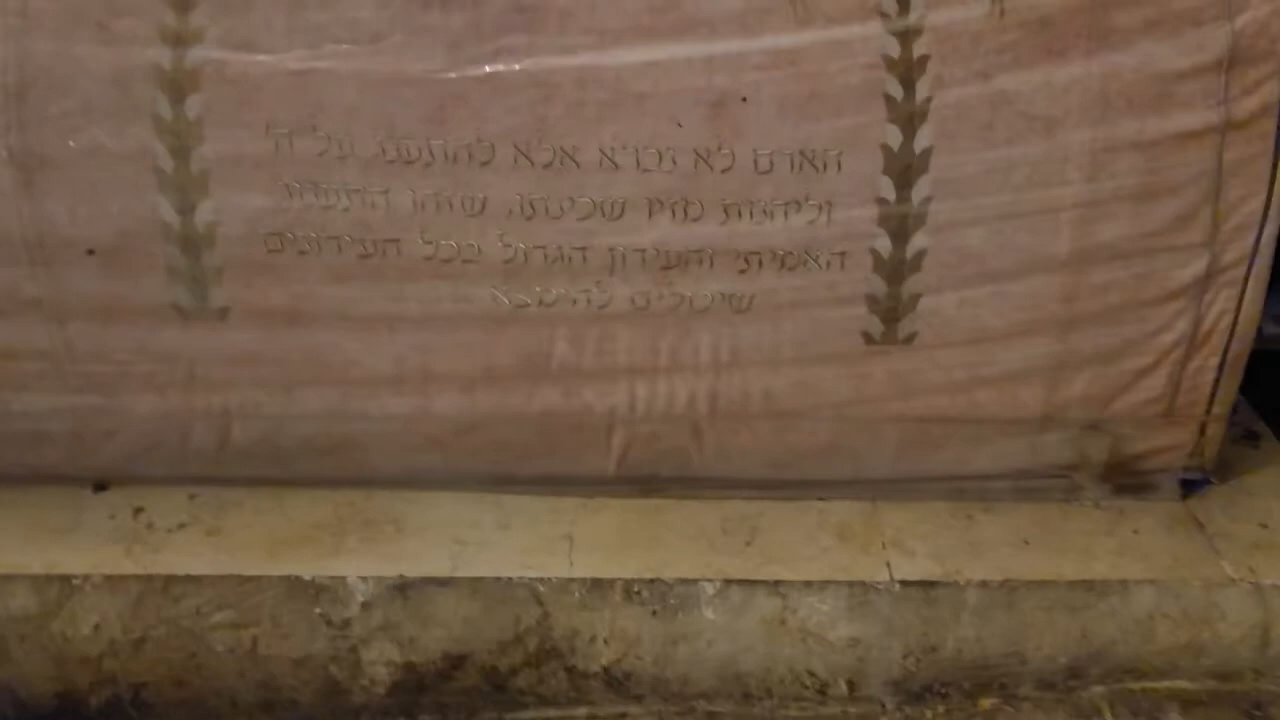 האדם לא נברא אלא להתענג על ה'
וליהנות מזיו שכינתו, שזהו התענוג
האמיתי והעידון הגדול בכל העידונים
שיכולים להימצא